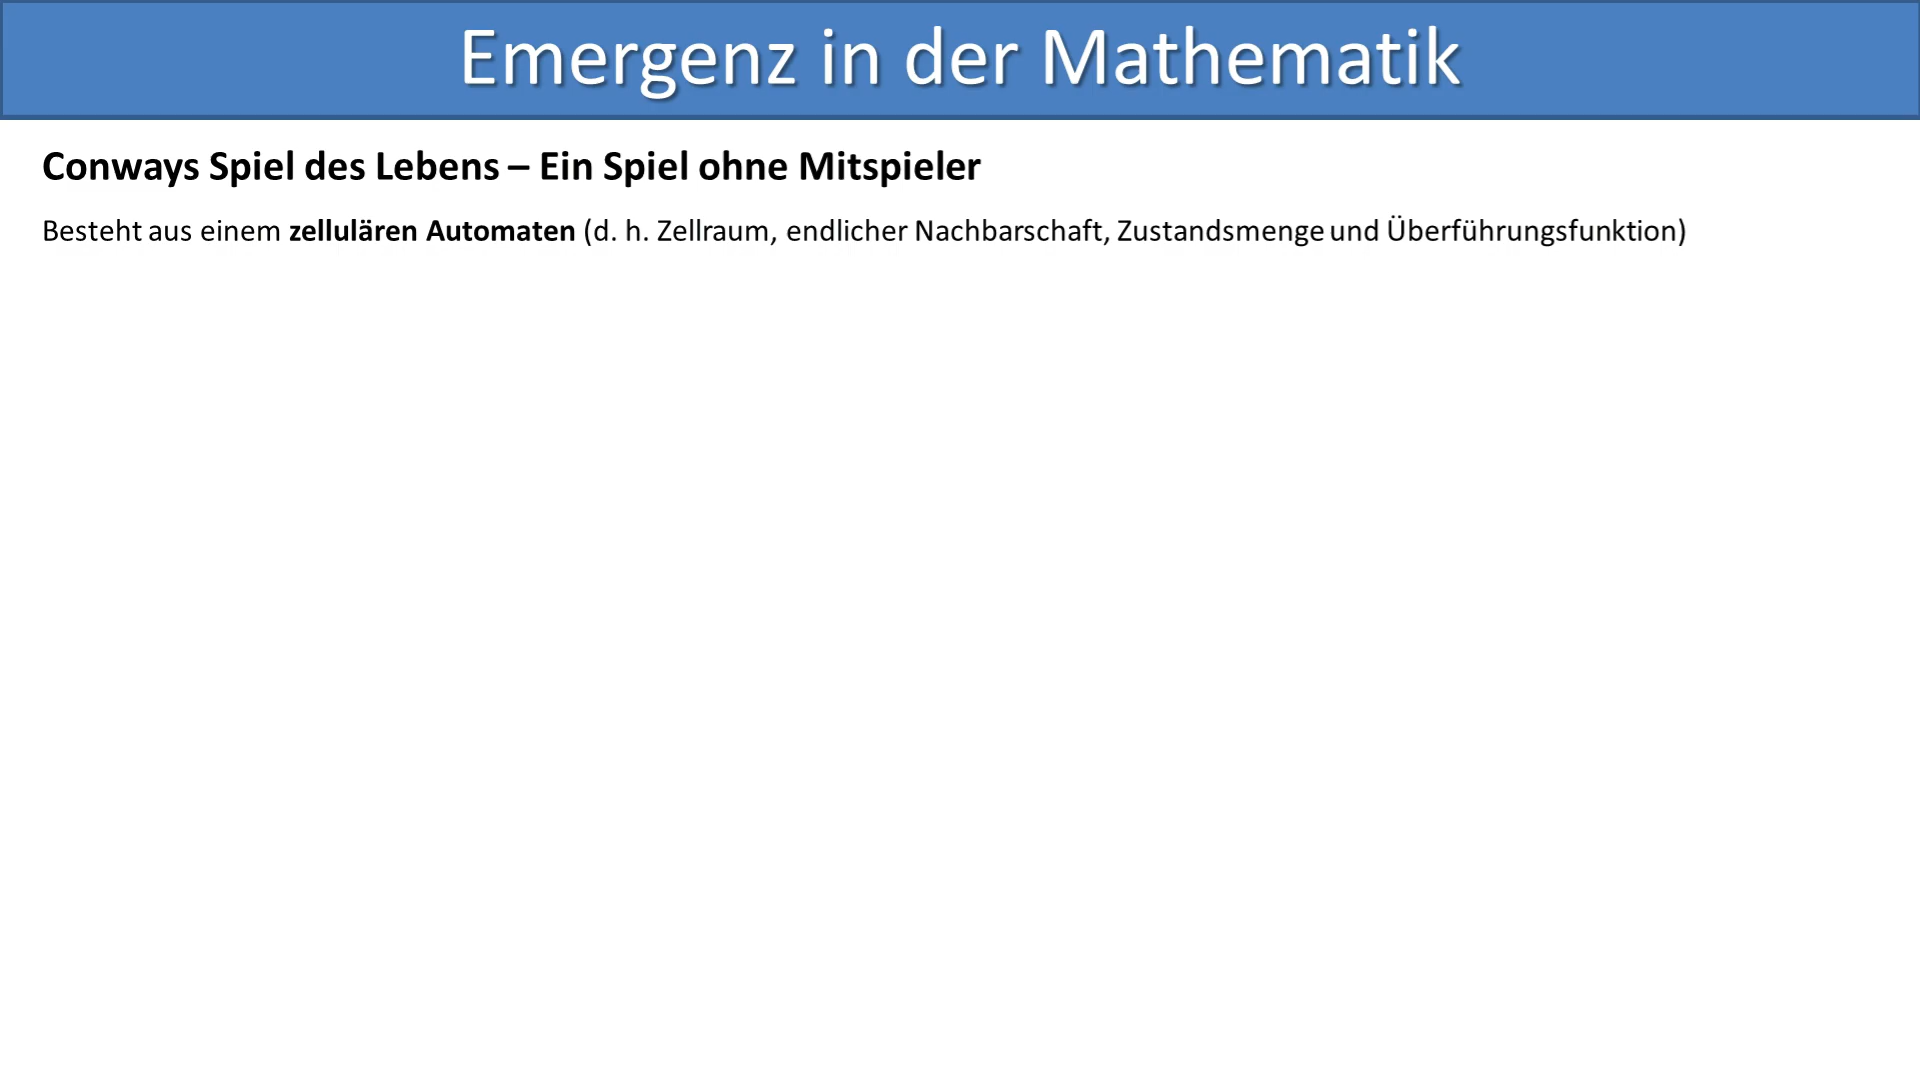 Emergenz in der Mathematik
Conways Spiel des Lebens – Ein Spiel ohne Mitspieler
Besteht aus einem zellulären Automaten (d. h. Zellraum, endlicher Nachbarschaft, Zustandsmenge und Überführungsfunktion)